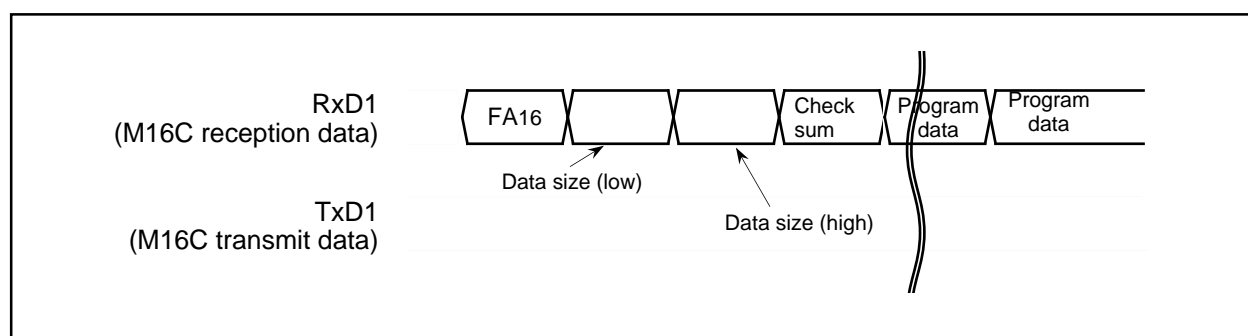 RxD1
(M16C reception data)
FA16
Check
sum
Program
data
Program
data
Data size (low)
Data size (high)
TxD1
(M16C transmit data)